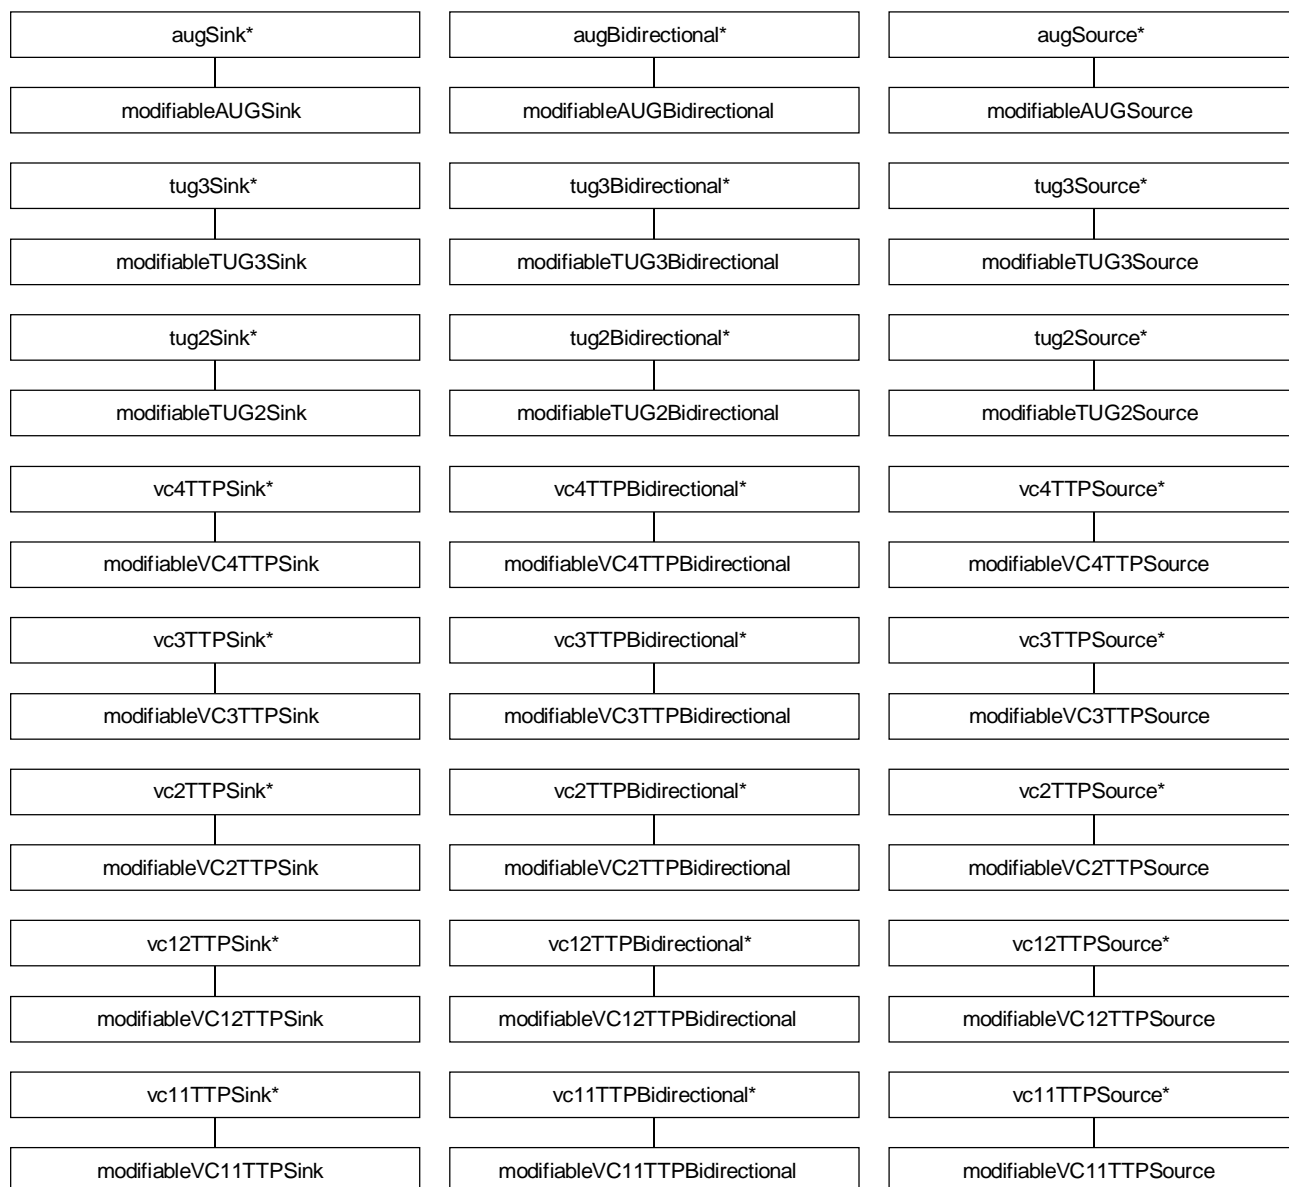 augSink* augBidirectional* augSource*
modifiableAUGSink modifiableAUGBidirectional modifiableAUGSource
tug3Sink* tug3Bidirectional* tug3Source*
modifiableTUG3Sink modifiableTUG3Bidirectional modifiableTUG3Source
tug2Sink* tug2Bidirectional* tug2Source*
modifiableTUG2Sink modifiableTUG2Bidirectional modifiableTUG2Source
vc4TTPSink* vc4TTPBidirectional* vc4TTPSource*
modifiableVC4TTPSink modifiableVC4TTPBidirectional modifiableVC4TTPSource
vc3TTPSink* vc3TTPBidirectional* vc3TTPSource*
modifiableVC3TTPSink modifiableVC3TTPBidirectional modifiableVC3TTPSource
vc2TTPSink* vc2TTPBidirectional* vc2TTPSource*
modifiableVC2TTPSink modifiableVC2TTPBidirectional modifiableVC2TTPSource
vc12TTPSink* vc12TTPBidirectional* vc12TTPSource*
modifiableVC12TTPSink modifiableVC12TTPBidirectional modifiableVC12TTPSource
vc11TTPSink* vc11TTPBidirectional* vc11TTPSource*
modifiableVC11TTPSink modifiableVC11TTPBidirectional modifiableVC11TTPSource